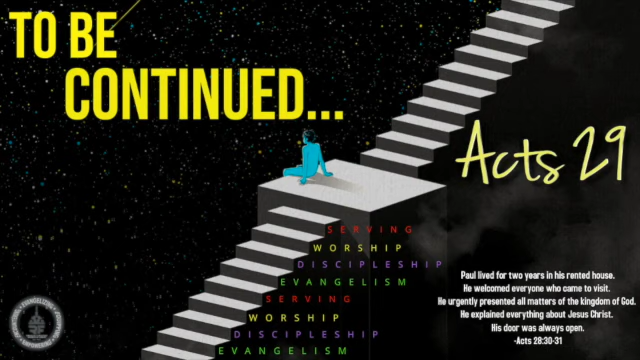 TO BE
CONTINUED...
Acts 29
SERVING
WORSHIP
DISCIPLESHIP
EVANGELISM
SERVING
WORSHIP
DISCIPLESHIP
EVANGELISM
Paul lived for two years in his rented house.
He welcomed everyone who came to visit.
He urgently presented all matters of the kingdom of God.
He explained everything about Jesus Christ.
His door was always open.
-Acts 28:30-31